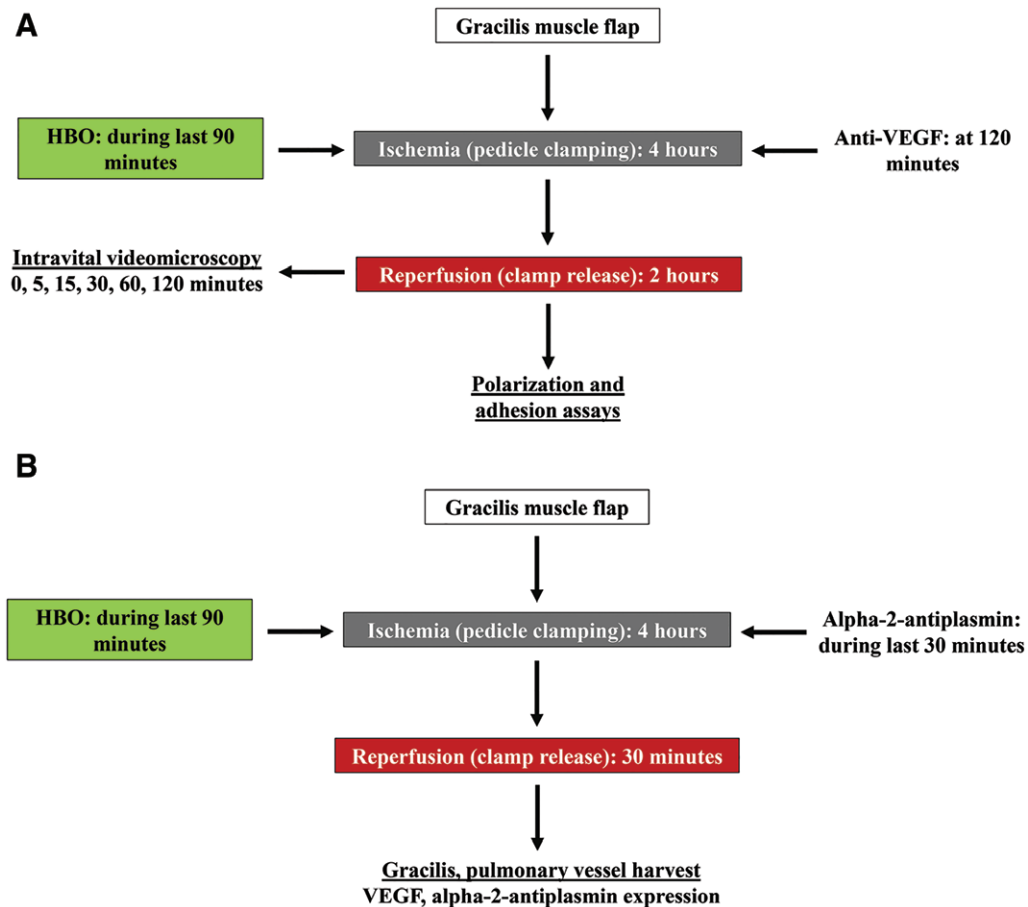 A
Gracilis muscle flap
HBO: during last 90
minutes
Ischemia (pedicle clamping): 4 hours
Anti-VEGF: at 120
minutes
Intravital videomicroscopy
0, 5, 15, 30, 60, 120 minutes
Reperfusion (clamp release): 2 hours
Polarization and
adhesion assays
B
Gracilis muscle flap
HBO: during last 90
minutes
Ischemia (pedicle clamping): 4 hours
Alpha-2-antiplasmin:
during last 30 minutes
Reperfusion (clamp release): 30 minutes
Gracilis, pulmonary vessel harvest
VEGF, alpha-2-antiplasmin expression